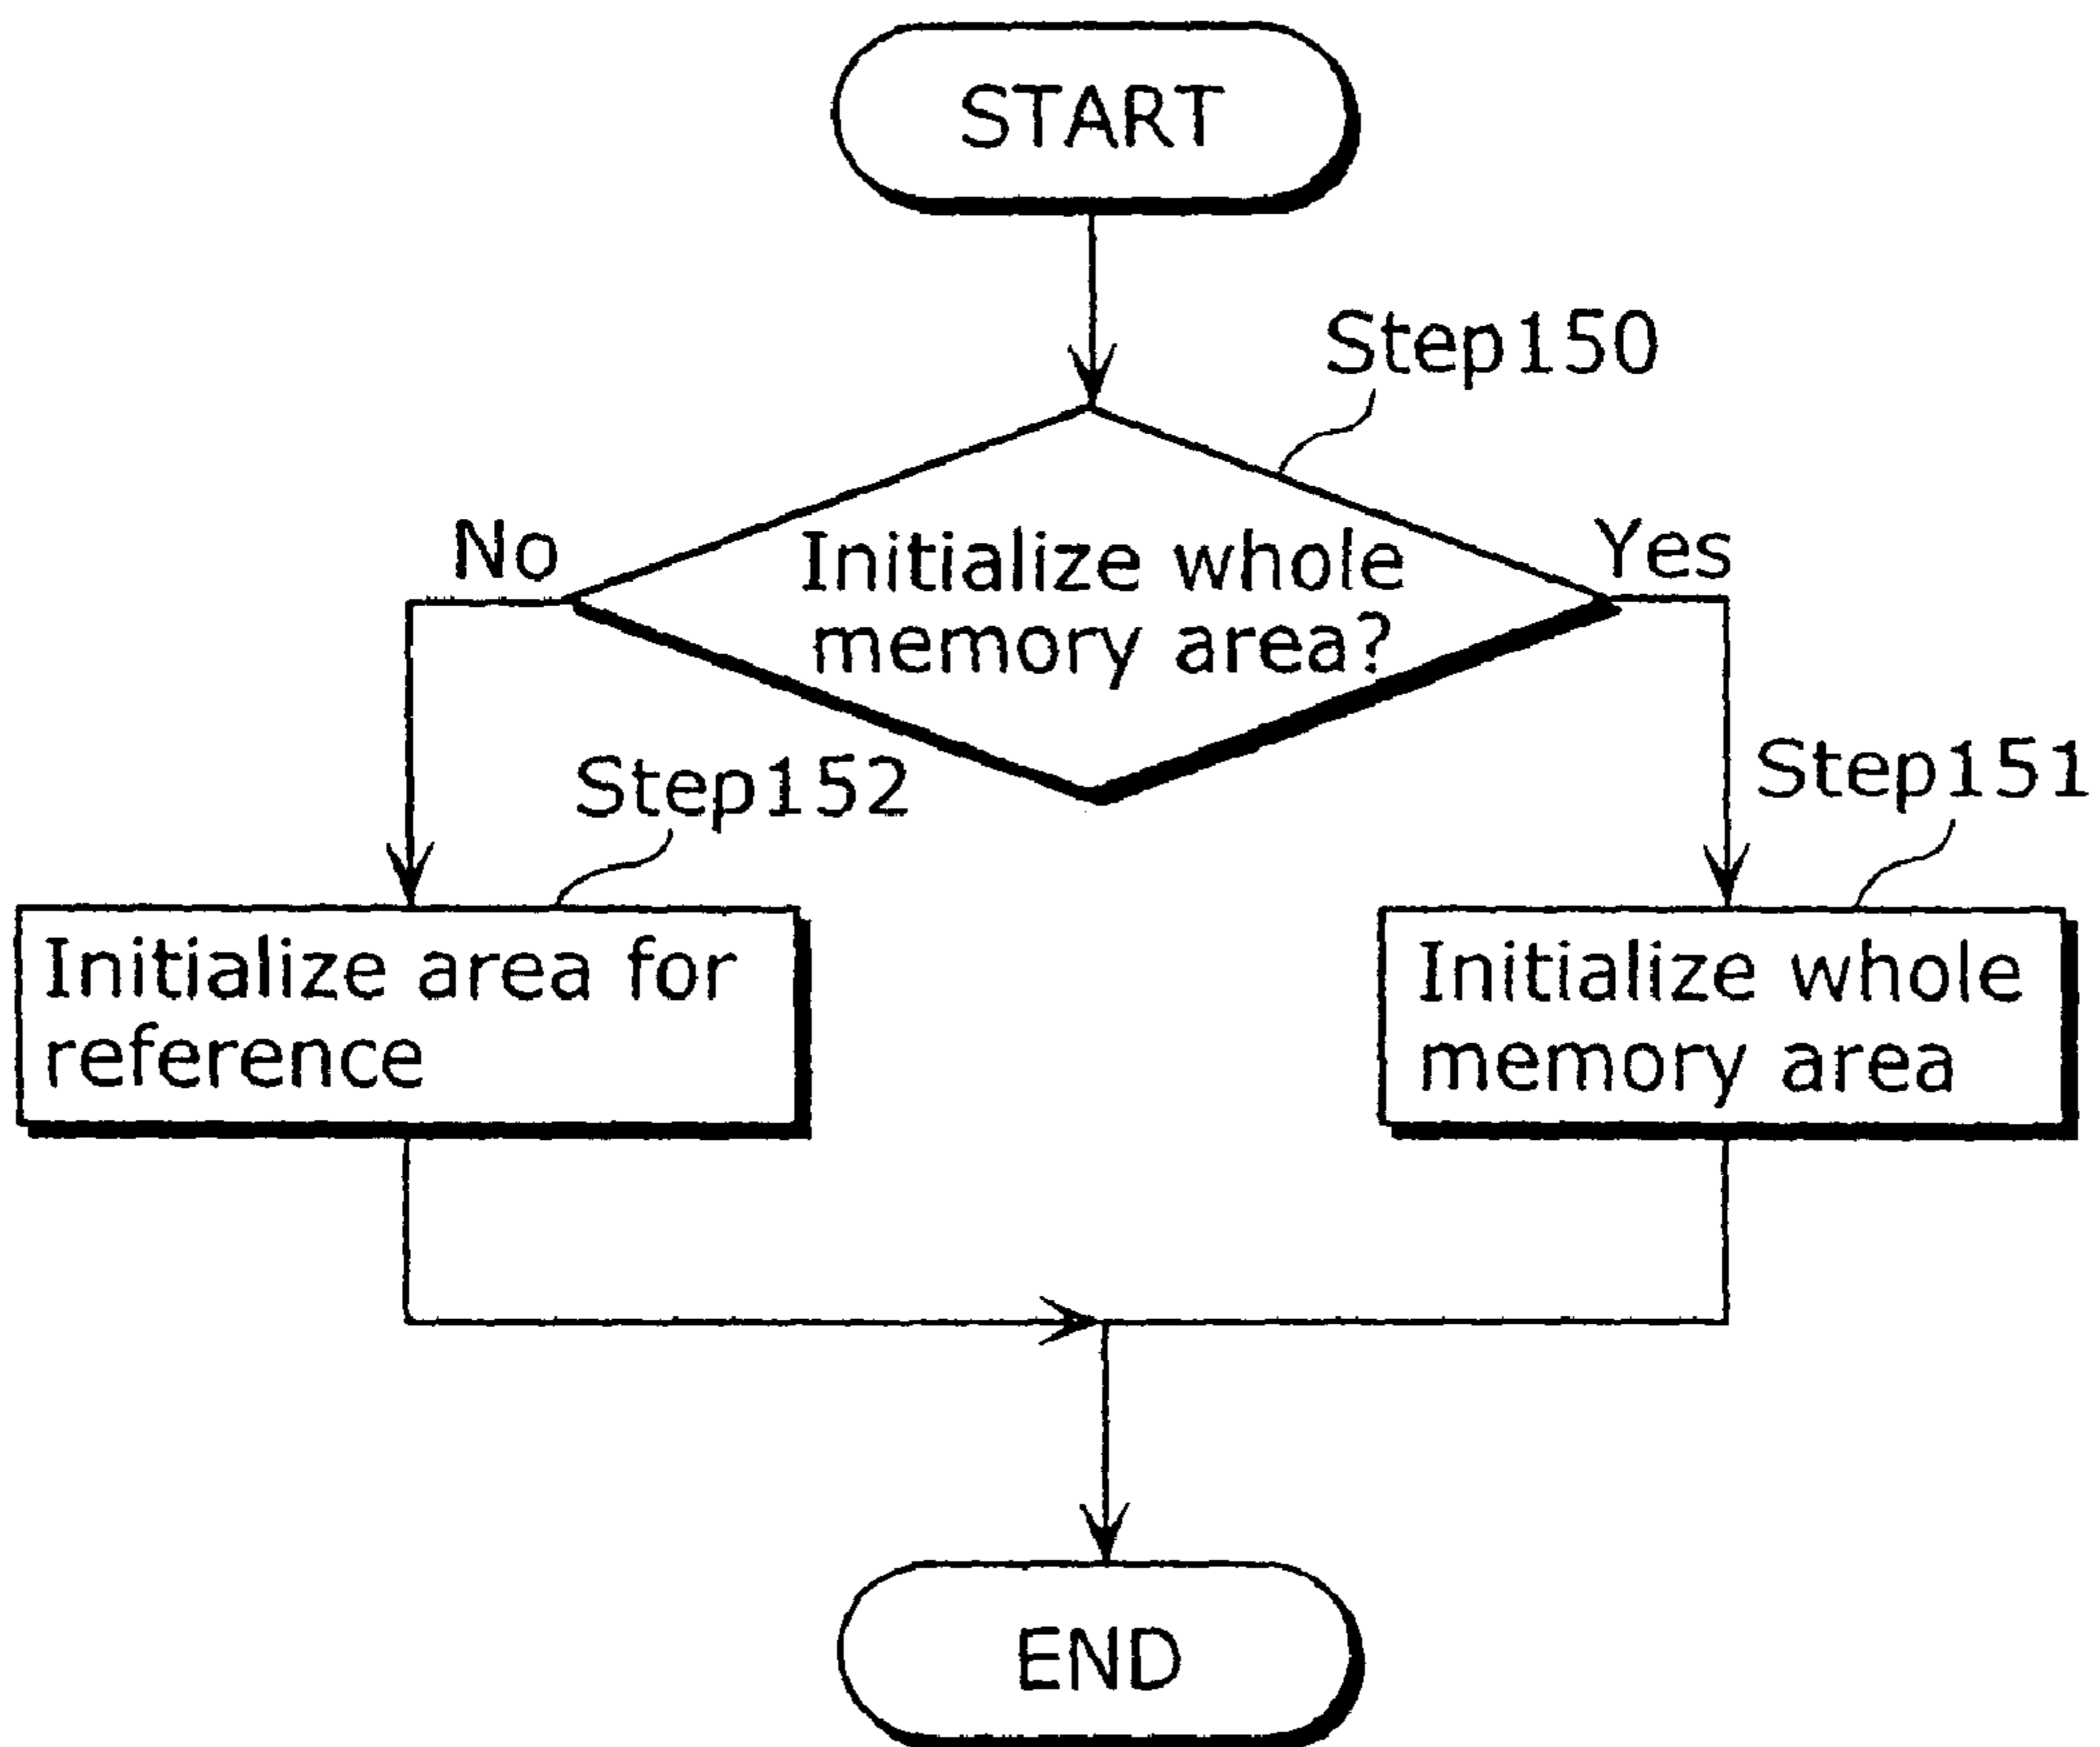 START
Step150
No
Yes
Initialize whole
memory area?
Step152
Step151
Initialize area for
reference
Initialize whole
memory area
END